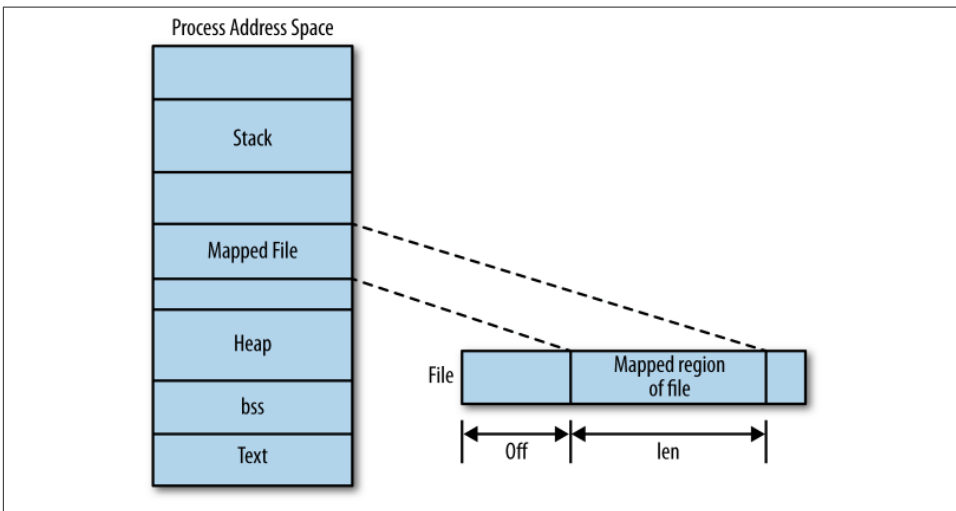 Process Address Space
Stack
Mapped File
Heap
bss
Text
File
Mapped region
of file
Off
len